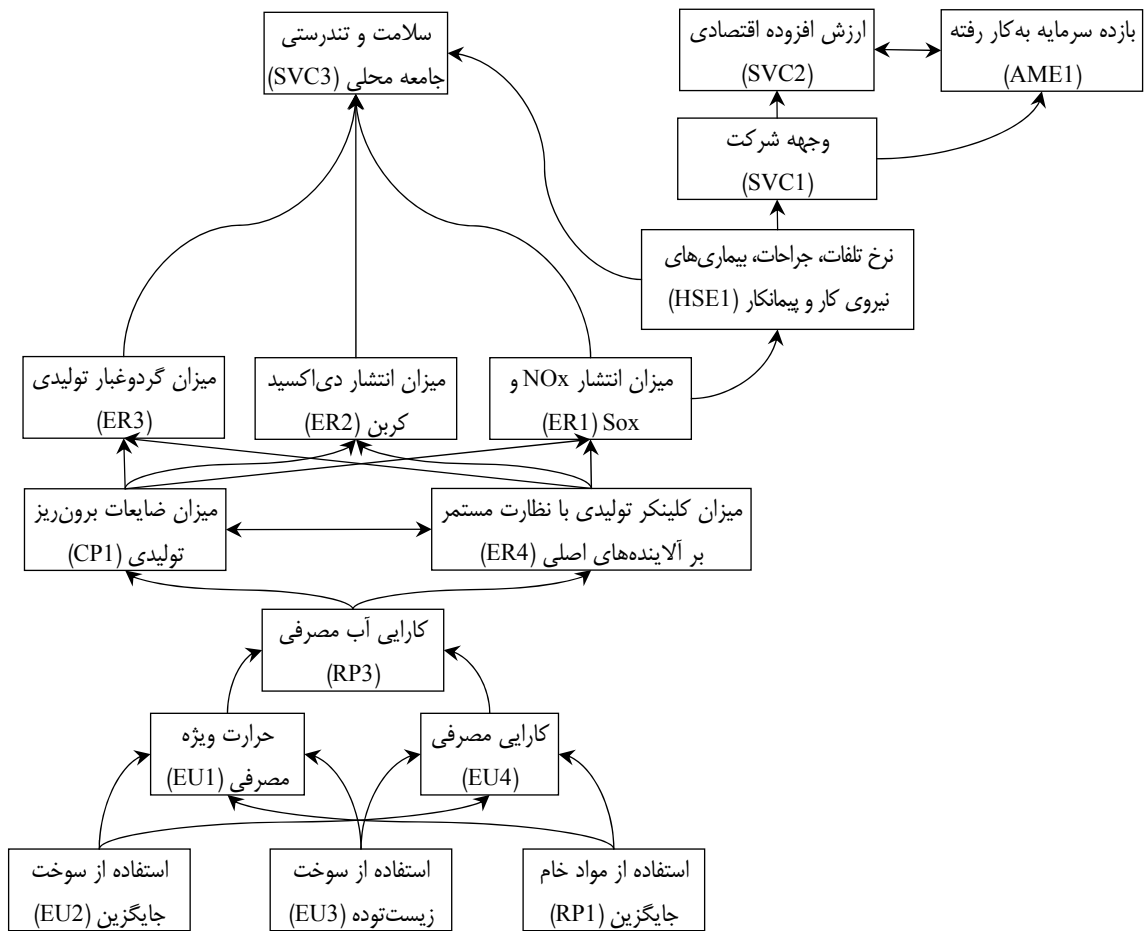 سلامت و تندرستی
جامعه محلی (SVC3)
ارزش افزوده اقتصادی
(SVC2)
بازده سرمایه به‌کار رفته
(AME1)
وجهه شرکت
(SVC1)
نرخ تلفات، جراحات، بیماری‌های
نیروی کار و پیمانکار (HSE1)
میزان گردوغبار تولیدی
(ER3)
میزان انتشار دی‌اکسید
کربن (ER2)
میزان انتشار NOx و
Sox (ER1)
میزان ضایعات برون‌ریز
تولیدی (CP1)
میزان کلینکر تولیدی با نظارت مستمر
بر آلاینده‌های اصلی (ER4)
کارایی آب مصرفی
(RP3)
حرارت ویژه
مصرفی (EU1)
کارایی مصرفی
(EU4)
استفاده از سوخت
جایگزین (EU2)
استفاده از سوخت
زیست‌توده (EU3)
استفاده از مواد خام
جایگزین (RP1)